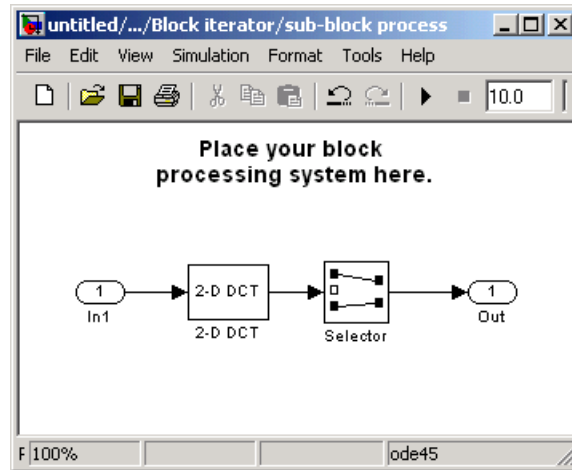 untitled/.../Block iterator/sub-block process
File Edit View Simulation Format Tools Help
10.0
Place your block
processing system here.
1 2-D DCT 1
In1 2-D DCT Selector Out
F 100% ode45